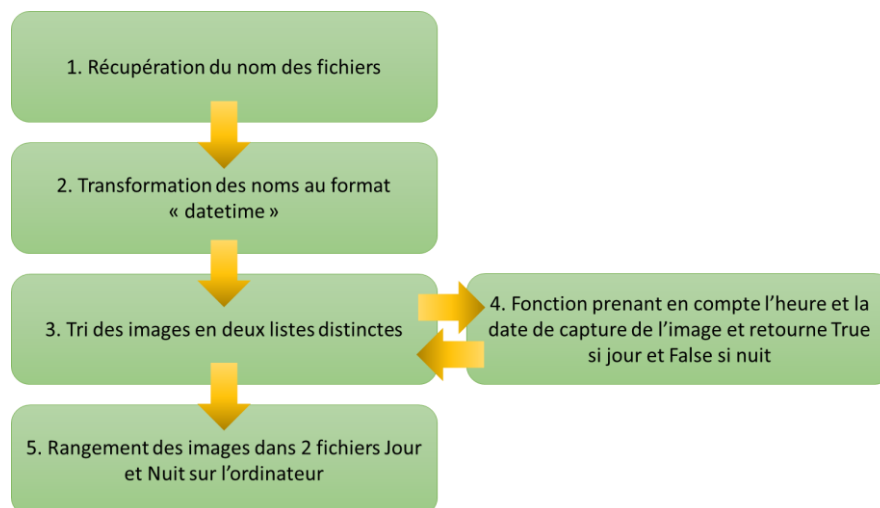 1. Récupération du nom des fichiers
2. Transformation des noms au format
« datetime »
3. Tri des images en deux listes distinctes
4. Fonction prenant en compte l’heure et la
date de capture de l’image et retourne True
si jour et False si nuit
5. Rangement des images dans 2 fichiers Jour
et Nuit sur l’ordinateur